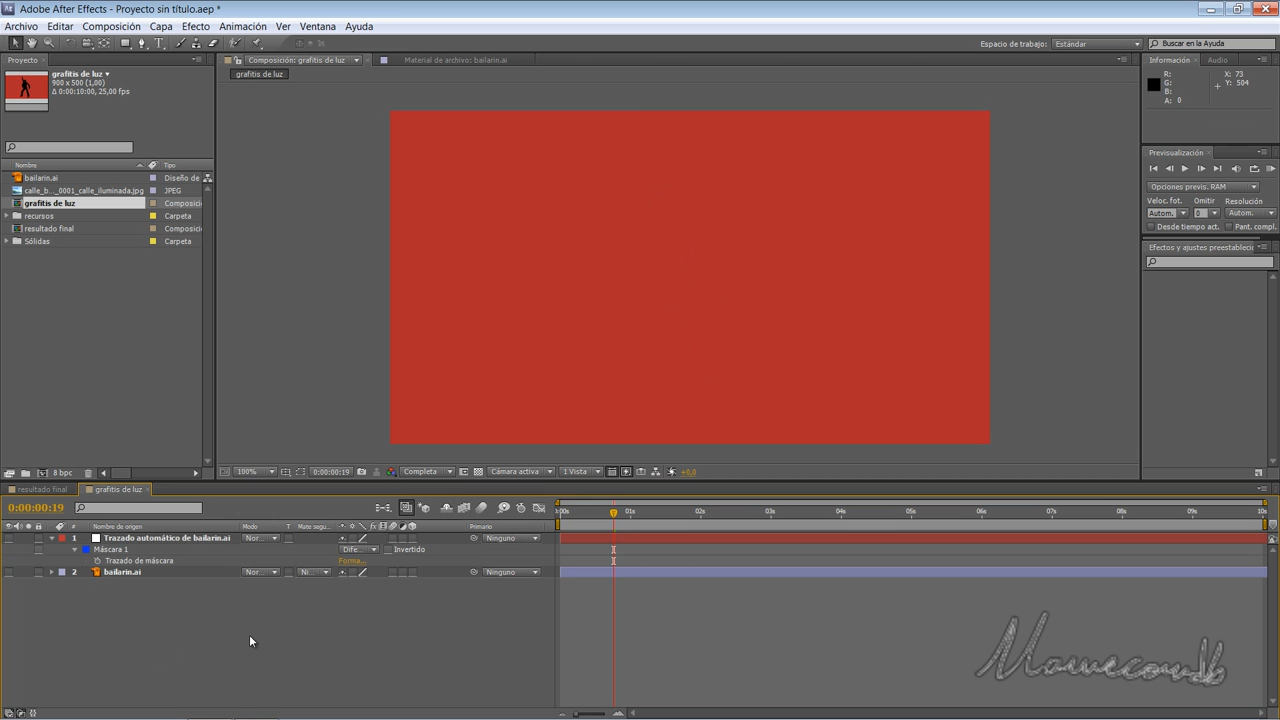 Adobe After Effects - Proyecto sin título.aep *
Archivo Editar Composición Capa Efecto Animación Ver Ventana Ayuda
Espacio de trabajo: Estándar Buscar en la Ayuda
Proyecto
Composición: grafitis de luz
Material de archivo: bailarin.ai
Información Audio
grafitis de luz
900 x 500 (1,00)
Δ 0:00:10:00, 25,00 fps
grafitis de luz
R:
G:
B:
A: 0
X: 73
Y: 504
Previsualización
Nombre Tipo
bailarin.ai Diseño de
calle_b..._0001_calle_iluminada.jpg JPEG
grafitis de luz Composici
recursos Carpeta
resultado final Composici
Sólidas Carpeta
Opciones previs. RAM
Veloc. fot. Omitir Resolución
Autom. 0 Autom.
Desde tiempo act. Pant. compl.
Efectos y ajustes preestableci
8 bpc
100% 0:00:00:19 Completa Cámara activa 1 Vista +0,0
resultado final grafitis de luz
0:00:00:19
:00s 01s 02s 03s 04s 05s 06s 07s 08s 09s 10s
# Nombre de origen Modo T Mate segu... fx Primario
1 Trazado automático de bailarin.ai Nor... Ninguno
Máscara 1 Dife... Invertido
Trazado de máscara Forma...
2 bailarin.ai Nor... Ni... Ninguno